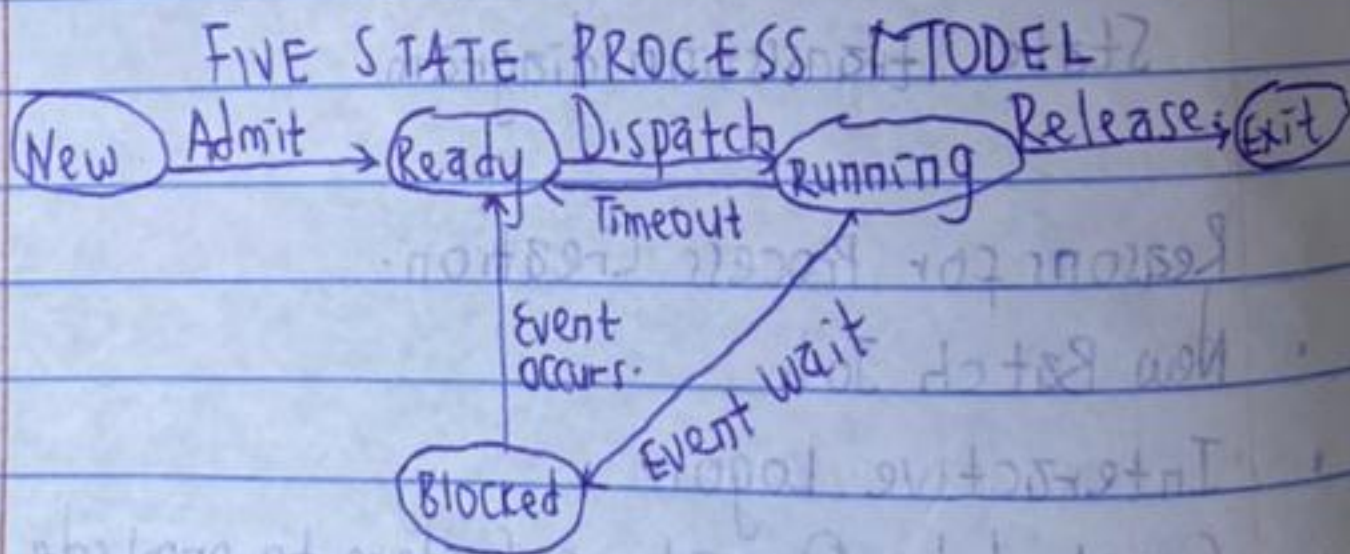 FIVE STATE PROCESS MODEL
New Admit Ready Dispatch Running Release Exit
Timeout
Event
occurs.
Event wait
Blocked